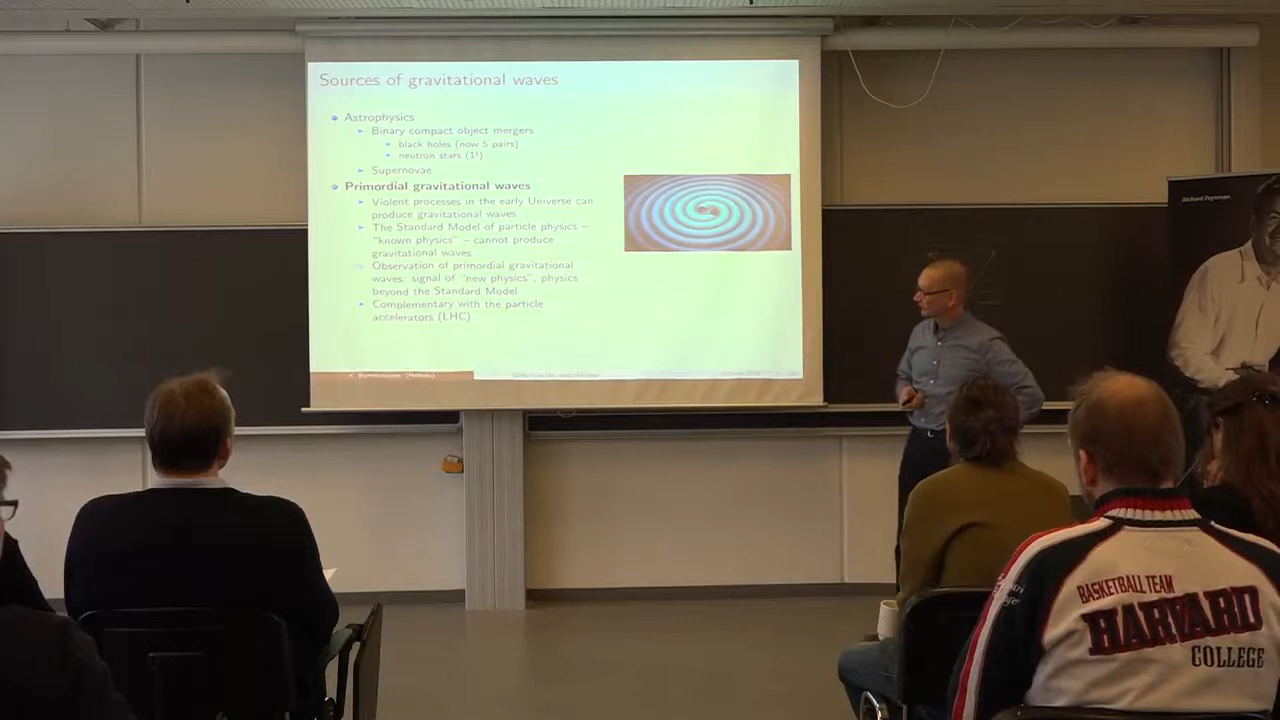 Sources of gravitational waves
Astrophysics
Binary compact object mergers
black holes (now 5 pairs)
neutron stars (1!)
Supernovae
Primordial gravitational waves
Violent processes in the early Universe can
produce gravitational waves
The Standard Model of particle physics –
"known physics" – cannot produce
gravitational waves
Observation of primordial gravitational
waves: signal of "new physics", physics
beyond the Standard Model
Complementary with the particle
accelerators (LHC)
Richard Feynman
BASKETBALL TEAM
HARVARD
COLLEGE